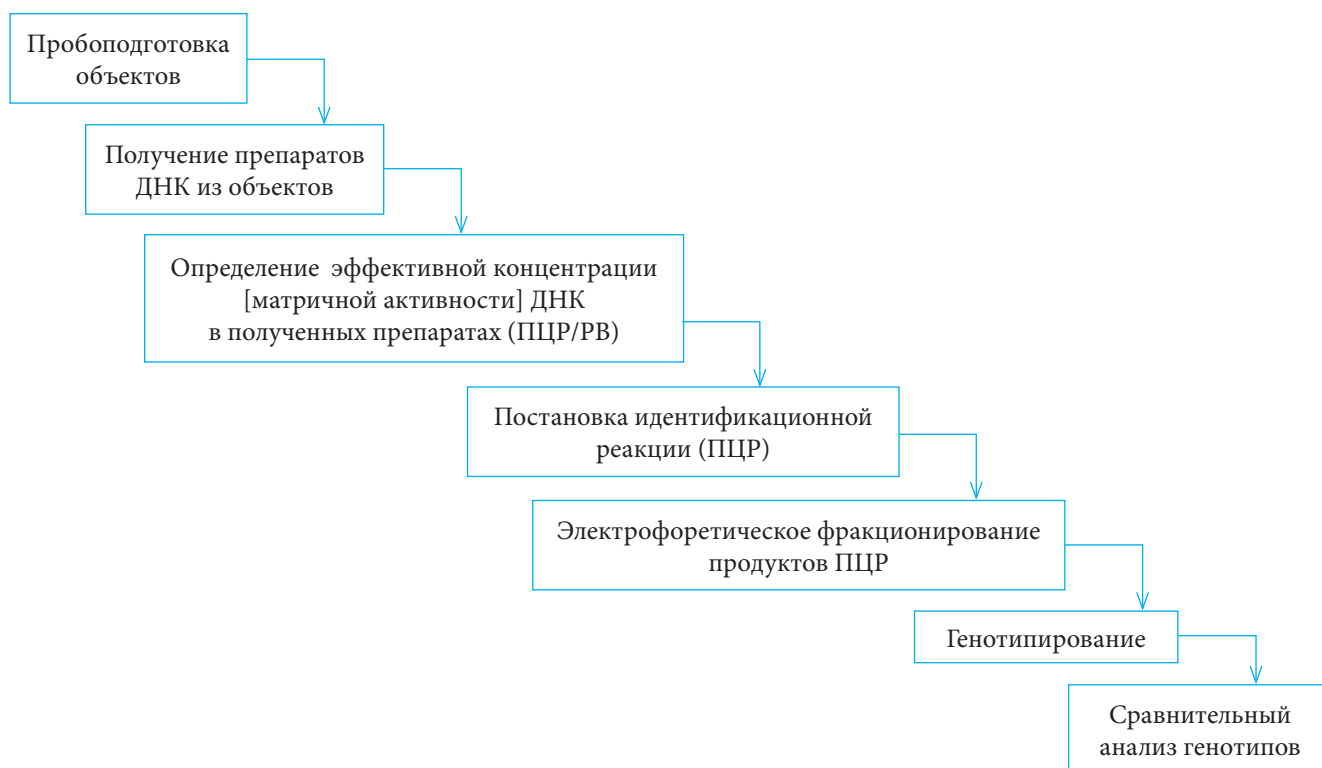 Пробоподготовка
объектов
Получение препаратов
ДНК из объектов
Определение эффективной концентрации
[матричной активности] ДНК
в полученных препаратах (ПЦР/РВ)
Постановка идентификационной
реакции (ПЦР)
Электрофоретическое фракционирование
продуктов ПЦР
Генотипирование
Сравнительный
анализ генотипов